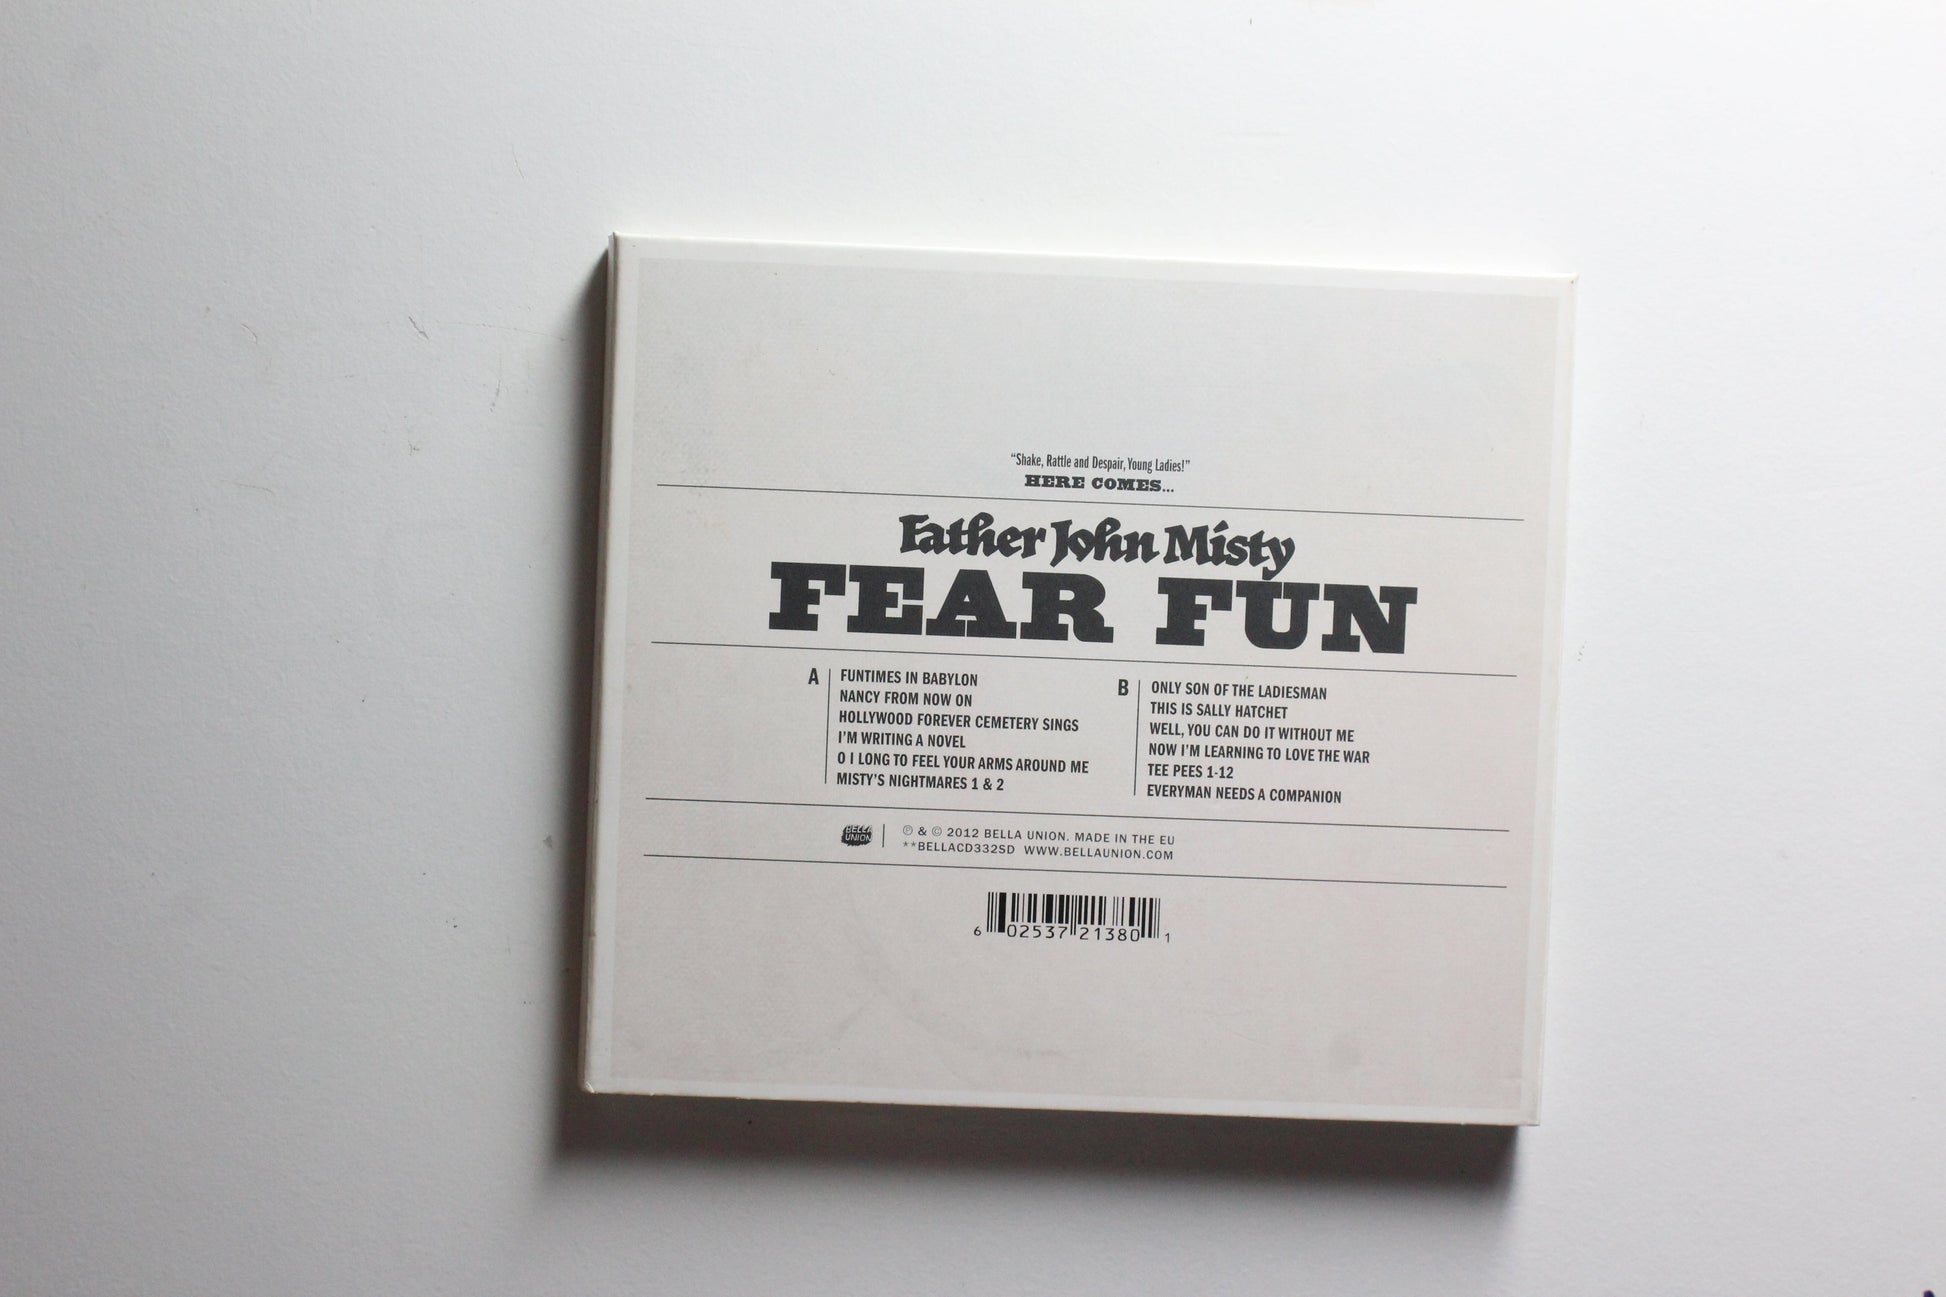 “Shake, Rattle and Despair, Young Ladies!”
HERE COMES...
Father John Misty
FEAR FUN
A
FUNTIMES IN BABYLON
NANCY FROM NOW ON
HOLLYWOOD FOREVER CEMETERY SINGS
I'M WRITING A NOVEL
O I LONG TO FEEL YOUR ARMS AROUND ME
MISTY'S NIGHTMARES 1 & 2
B
ONLY SON OF THE LADIESMAN
THIS IS SALLY HATCHET
WELL, YOU CAN DO IT WITHOUT ME
NOW I'M LEARNING TO LOVE THE WAR
TEE PEES 1-12
EVERYMAN NEEDS A COMPANION
BELLA
UNION
℗ & © 2012 BELLA UNION. MADE IN THE EU
**BELLACD332SD WWW.BELLAUNION.COM
6 02537 21380 1